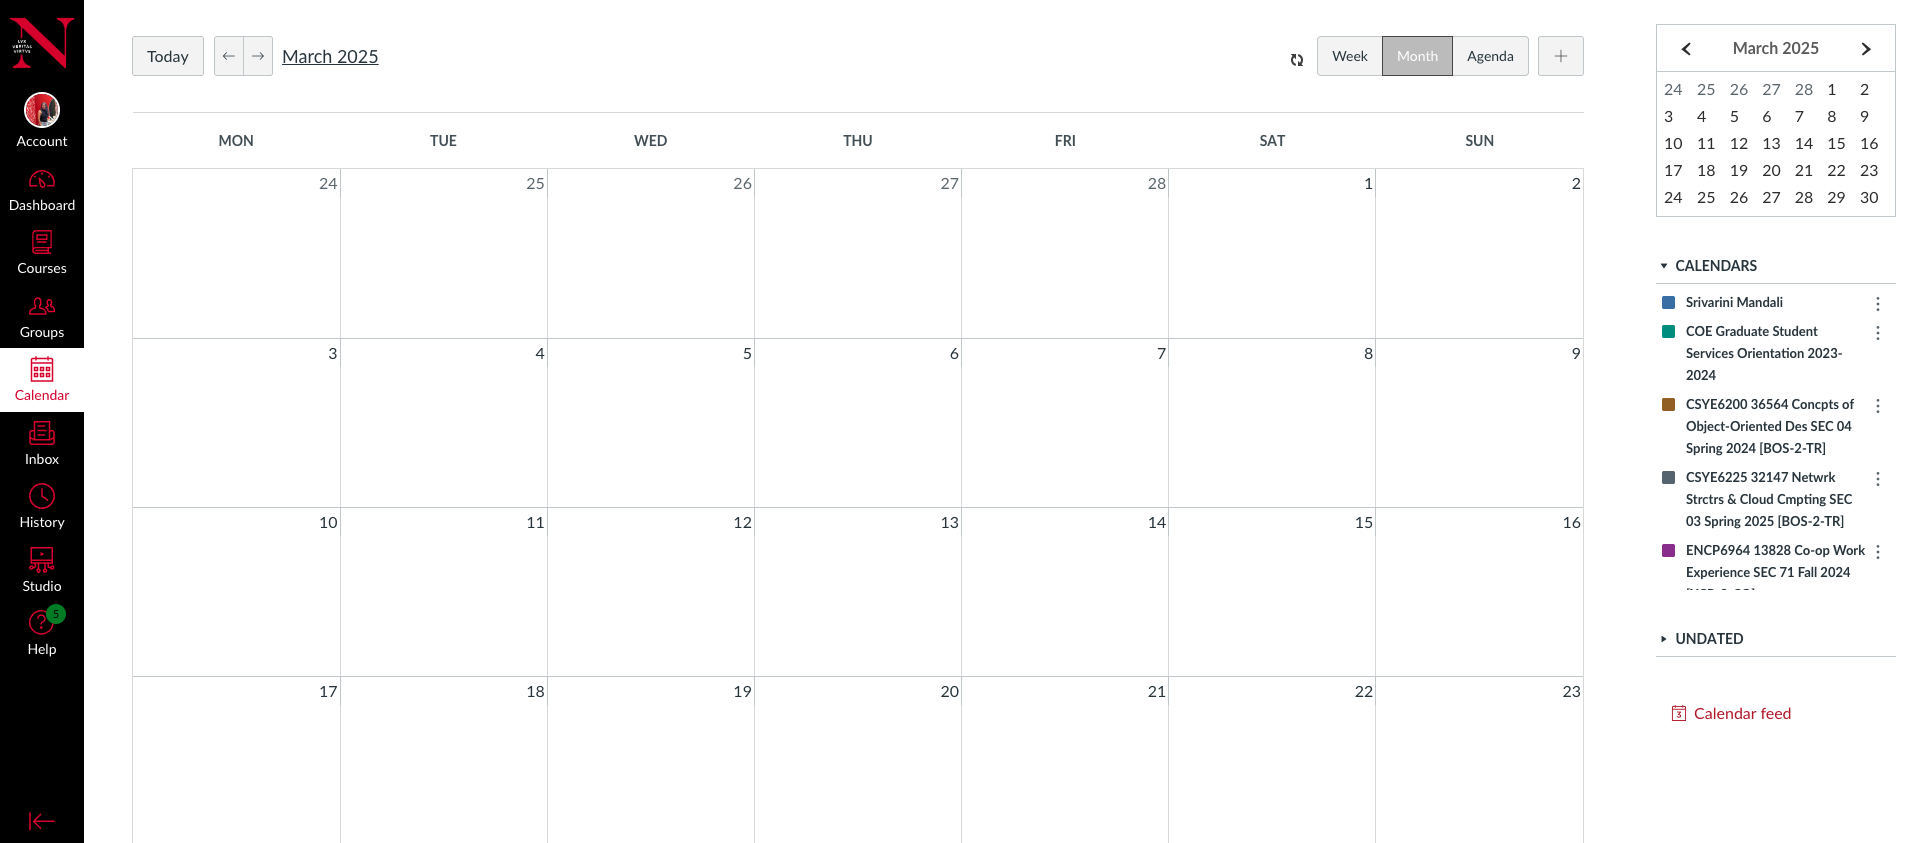 LVX
VERITAS
VIRTVS
Account
Dashboard
Courses
Groups
Calendar
Inbox
History
Studio
5
Help
Today
March 2025
Week
Month
Agenda
MON TUE WED THU FRI SAT SUN
24 25 26 27 28 1 2
3 4 5 6 7 8 9
10 11 12 13 14 15 16
17 18 19 20 21 22 23
March 2025
24 25 26 27 28 1 2
3 4 5 6 7 8 9
10 11 12 13 14 15 16
17 18 19 20 21 22 23
24 25 26 27 28 29 30
CALENDARS
Srivarini Mandali
COE Graduate Student
Services Orientation 2023-
2024
CSYE6200 36564 Concpts of
Object-Oriented Des SEC 04
Spring 2024 [BOS-2-TR]
CSYE6225 32147 Netwrk
Strctrs & Cloud Cmpting SEC
03 Spring 2025 [BOS-2-TR]
ENCP6964 13828 Co-op Work
Experience SEC 71 Fall 2024
UNDATED
3
Calendar feed